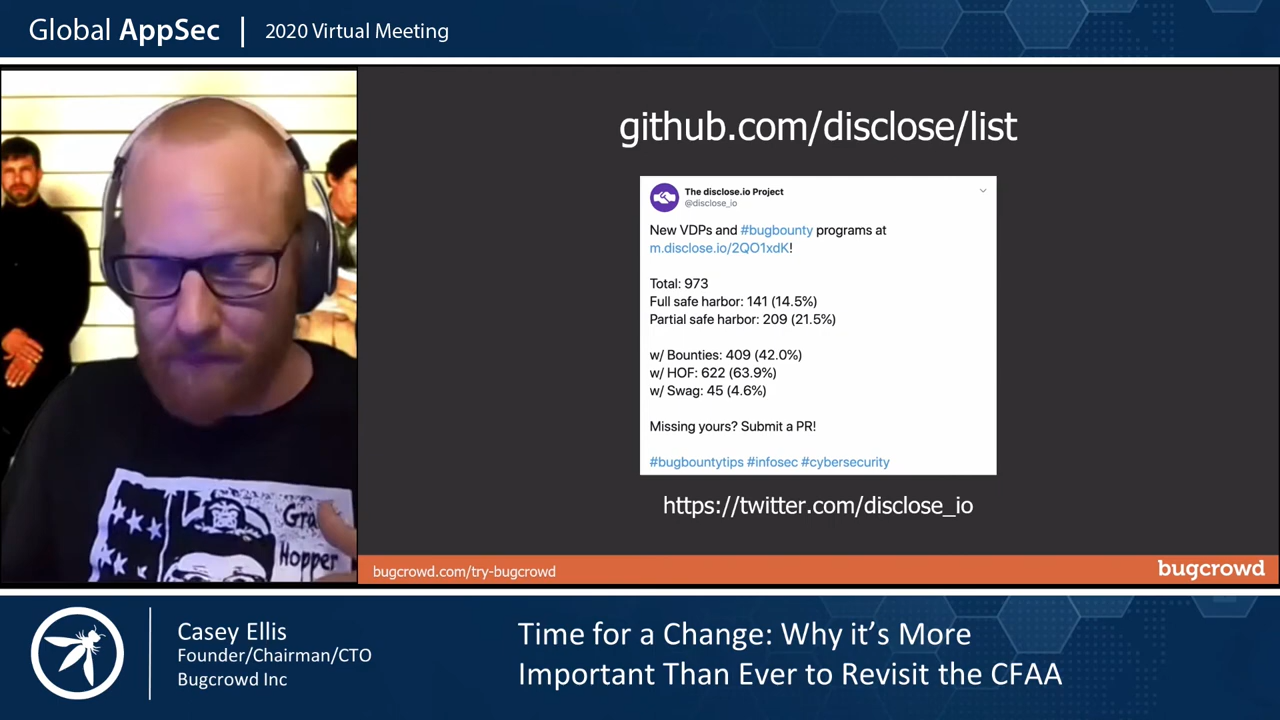 Global AppSec | 2020 Virtual Meeting
github.com/disclose/list
The disclose.io Project
@disclose_io
New VDPs and #bugbounty programs at
m.disclose.io/2QO1xdK!
Total: 973
Full safe harbor: 141 (14.5%)
Partial safe harbor: 209 (21.5%)
w/ Bounties: 409 (42.0%)
w/ HOF: 622 (63.9%)
w/ Swag: 45 (4.6%)
Missing yours? Submit a PR!
#bugbountytips #infosec #cybersecurity
https://twitter.com/disclose_io
Hopper
bugcrowd.com/try-bugcrowd
bugcrowd
Casey Ellis
Founder/Chairman/CTO
Bugcrowd Inc
Time for a Change: Why it's More
Important Than Ever to Revisit the CFAA